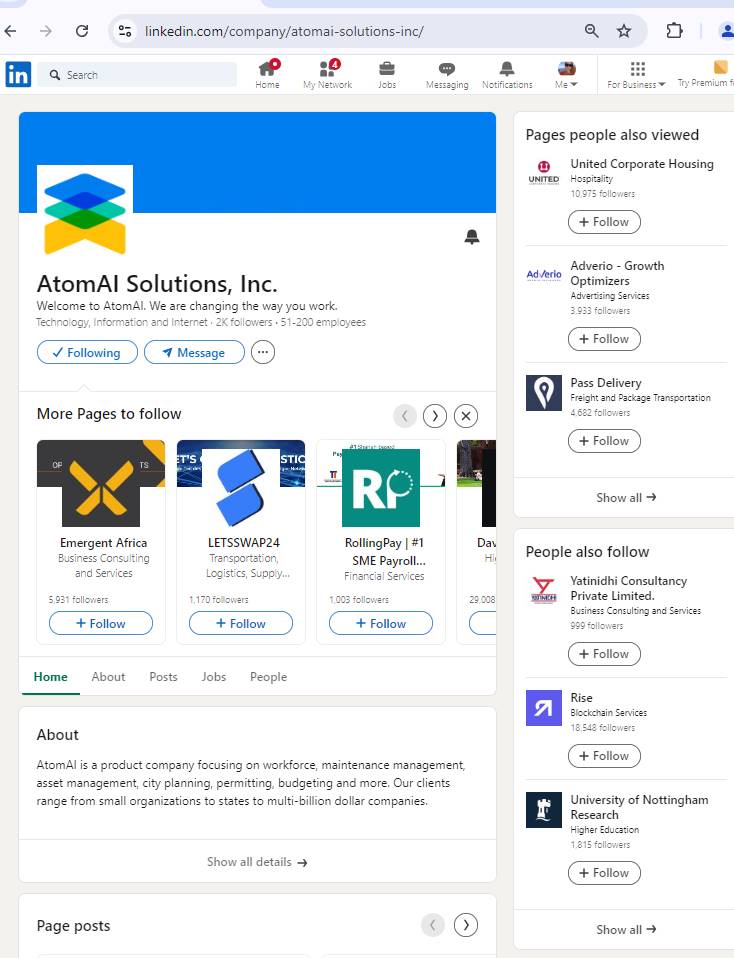 linkedin.com/company/atomai-solutions-inc/
in
Search
Home
4
My Network
Jobs
Messaging
Notifications
Me
For Business
Try Premium f
AtomAI Solutions, Inc.
Welcome to AtomAI. We are changing the way you work.
Technology, Information and Internet · 2K followers · 51-200 employees
Following
Message
More Pages to follow
OP
TS
Emergent Africa
Business Consulting
and Services
5,931 followers
+ Follow
ET'S
STIC
LETSSWAP24
Transportation,
Logistics, Supply...
1,170 followers
+ Follow
RP
RollingPay | #1
SME Payroll...
Financial Services
1,003 followers
+ Follow
Dav
Hi
29,008
Home
About
Posts
Jobs
People
About
AtomAI is a product company focusing on workforce, maintenance management,
asset management, city planning, permitting, budgeting and more. Our clients
range from small organizations to states to multi-billion dollar companies.
Show all details →
Page posts
Pages people also viewed
UNITED
United Corporate Housing
Hospitality
10,975 followers
+ Follow
Ad/erio
Adverio - Growth
Optimizers
Advertising Services
3,933 followers
+ Follow
Pass Delivery
Freight and Package Transportation
4,682 followers
+ Follow
Show all →
People also follow
YATINIDHI
Yatinidhi Consultancy
Private Limited.
Business Consulting and Services
999 followers
+ Follow
Rise
Blockchain Services
18,548 followers
+ Follow
University of Nottingham
Research
Higher Education
1,815 followers
+ Follow
Show all →